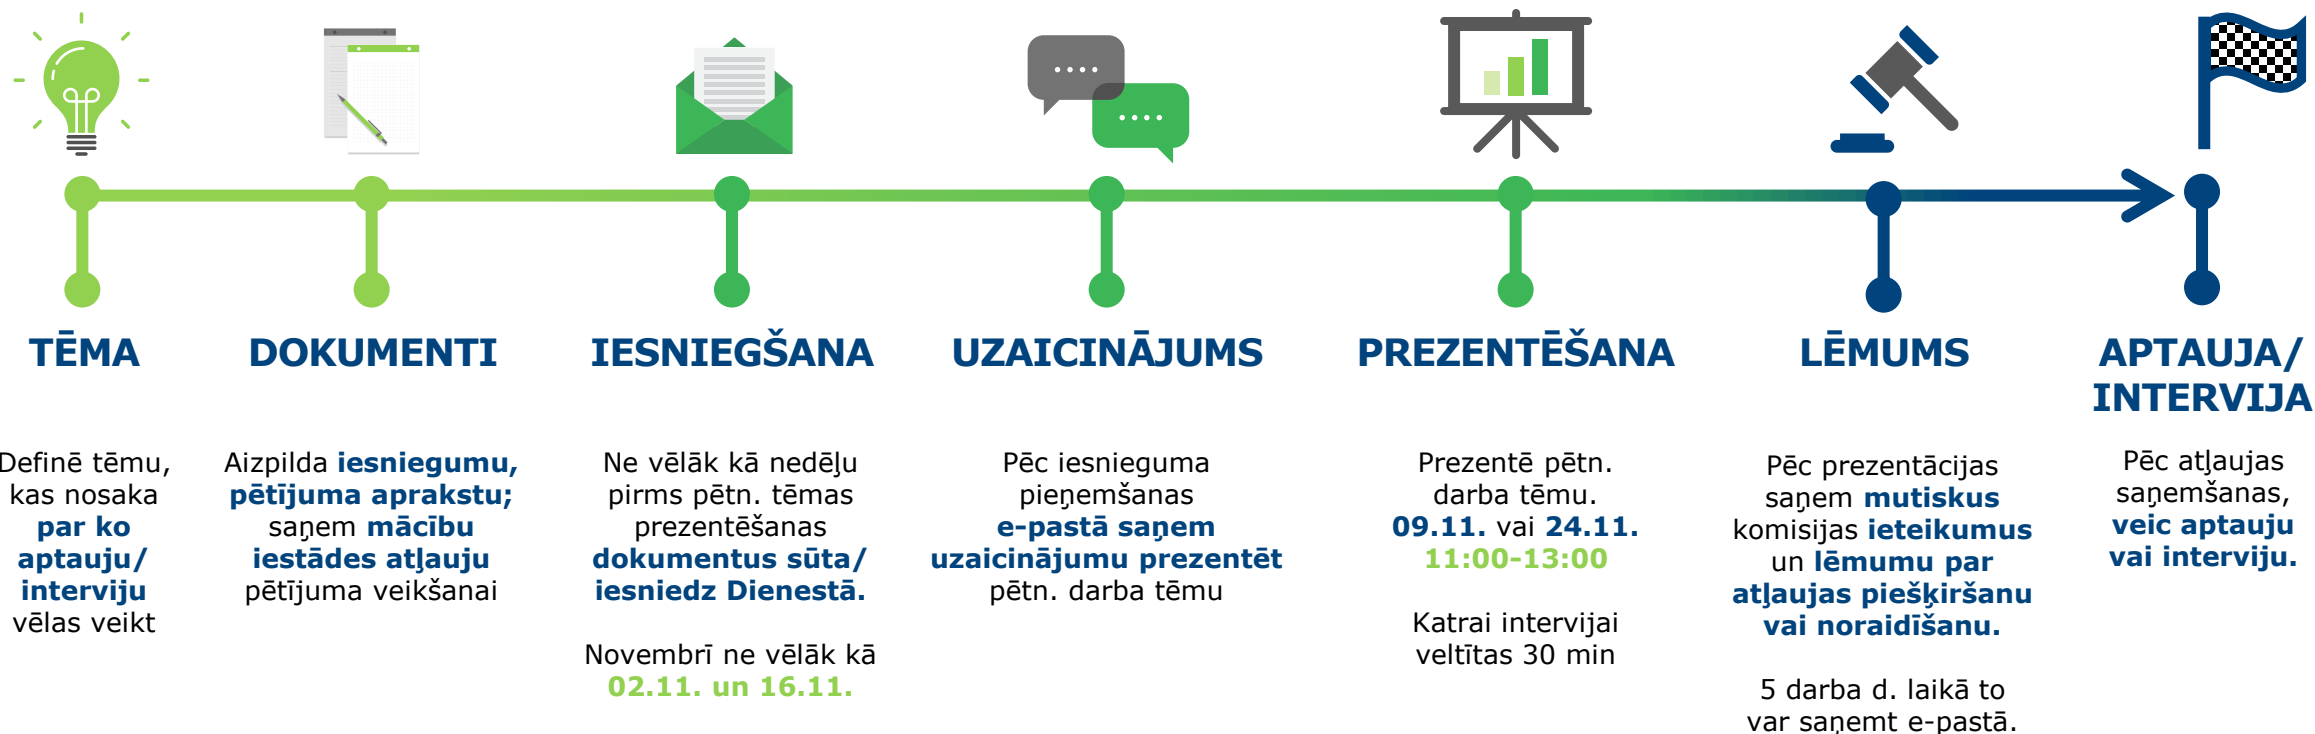 TĒMA
Definē tēmu,
kas nosaka
par ko
aptauju/
interviju
vēlas veikt
DOKUMENTI
Aizpilda iesniegumu,
pētījuma aprakstu;
saņem mācību
iestādes atļauju
pētījuma veikšanai
IESNIEGŠANA
Ne vēlāk kā nedēļu
pirms pētn. tēmas
prezentēšanas
dokumentus sūta/
iesniedz Dienestā.
Novembrī ne vēlāk kā
02.11. un 16.11.
UZAICINĀJUMS
Pēc iesnieguma
pieņemšanas
e-pastā saņem
uzaicinājumu prezentēt
pētn. darba tēmu
PREZENTĒŠANA
Prezentē pētn.
darba tēmu.
09.11. vai 24.11.
11:00-13:00
Katrai intervijai
veltītas 30 min
LĒMUMS
Pēc prezentācijas
saņem mutiskus
komisijas ieteikumus
un lēmumu par
atļaujas piešķiršanu
vai noraidīšanu.
5 darba d. laikā to
var saņemt e-pastā.
APTAUJA/
INTERVIJA
Pēc atļaujas
saņemšanas,
veic aptauju
vai interviju.